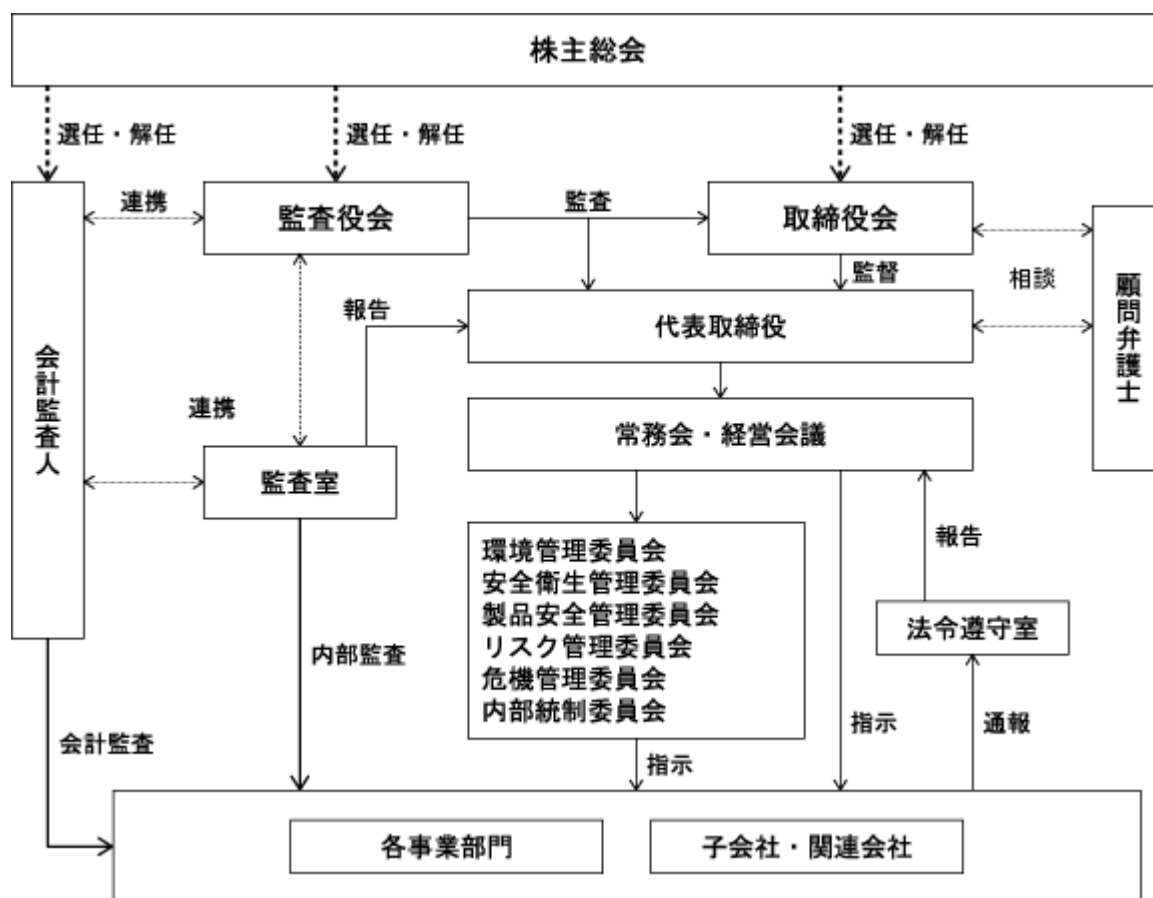 株主総会
選任・解任
選任・解任
選任・解任
連携
監査役会
監査
取締役会
監督
相談
顧問弁護士
報告
代表取締役
会計監査人
連携
常務会・経営会議
監査室
環境管理委員会
安全衛生管理委員会
製品安全管理委員会
リスク管理委員会
危機管理委員会
内部統制委員会
報告
法令遵守室
内部監査
会計監査
指示
指示
通報
各事業部門
子会社・関連会社